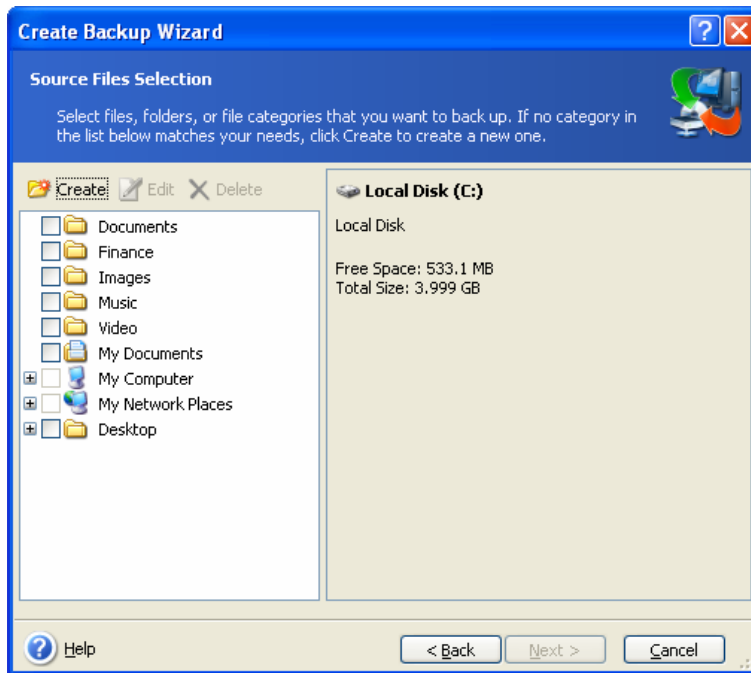 Create Backup Wizard
Source Files Selection
Select files, folders, or file categories that you want to back up. If no category in
the list below matches your needs, click Create to create a new one.
Create Edit Delete
Documents
Finance
Images
Music
Video
My Documents
My Computer
My Network Places
Desktop
Local Disk (C:)
Local Disk
Free Space: 533.1 MB
Total Size: 3.999 GB
Help
< Back Next > Cancel